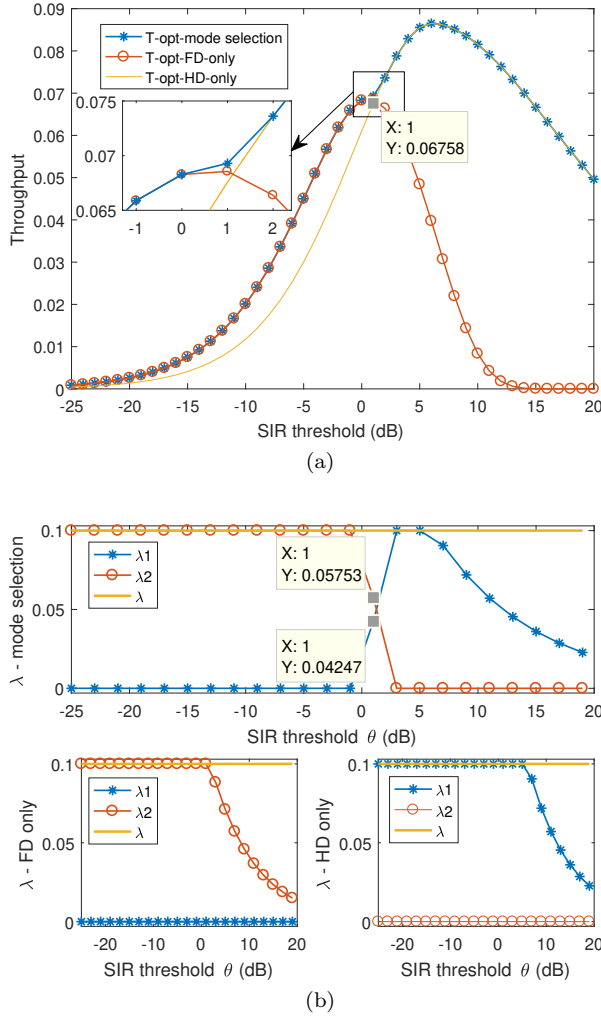 0.09
0.08
0.07
0.06
0.05
0.04
0.03
0.02
0.01
0
Throughput
T-opt-mode selection
T-opt-FD-only
T-opt-HD-only
0.075
0.07
0.065
-1 0 1 2
X: 1
Y: 0.06758
-25 -20 -15 -10 -5 0 5 10 15 20
SIR threshold (dB)
(a)
0.1
0.05
0
λ - mode selection
λ1
λ2
λ
X: 1
Y: 0.05753
X: 1
Y: 0.04247
-25 -20 -15 -10 -5 0 5 10 15 20
SIR threshold θ (dB)
0.1
0.05
0
λ - FD only
λ1
λ2
λ
-20 -10 0 10 20
SIR threshold θ (dB)
0.1
0.05
0
λ - HD only
λ1
λ2
λ
-20 -10 0 10 20
SIR threshold θ (dB)
(b)